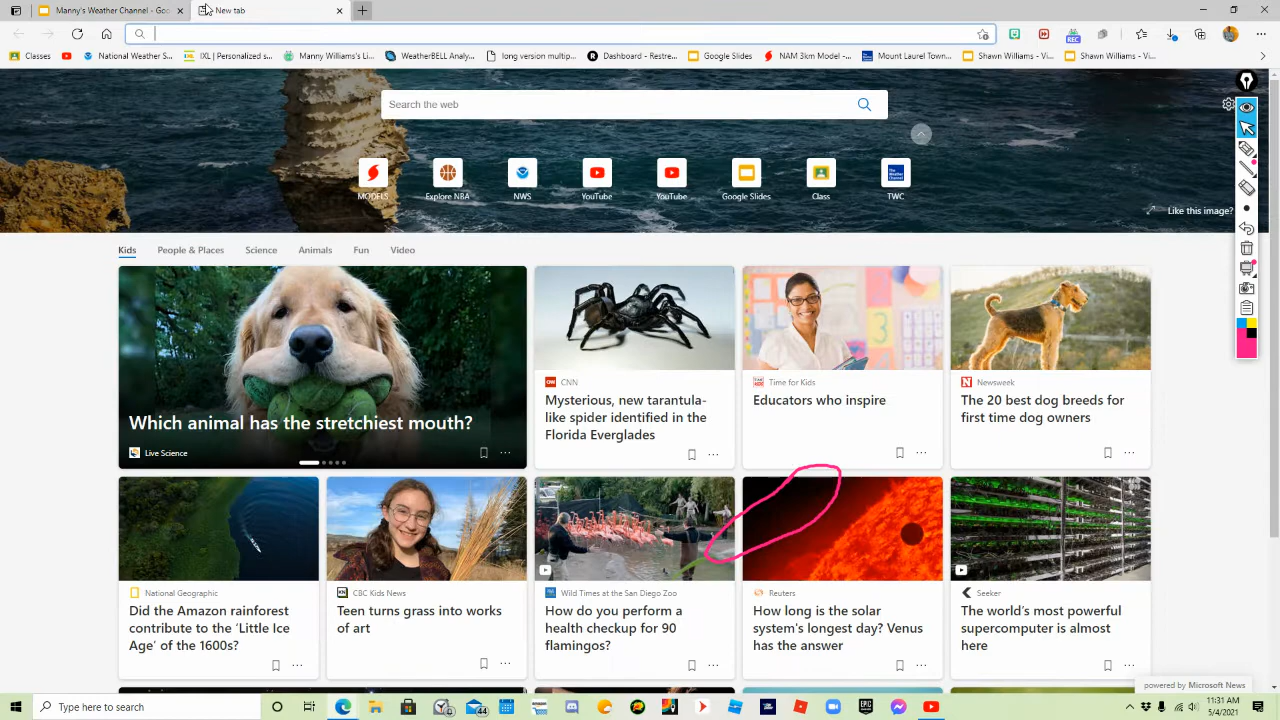 Manny's Weather Channel - Goo
New tab
Classes
National Weather S...
IXL | Personalized s...
Manny Williams's Li...
WeatherBELL Analy...
long version multip...
Dashboard - Restre...
Google Slides
NAM 3km Model -...
Mount Laurel Town...
Shawn Williams - Vi...
Shawn Williams - Vi...
REC
Search the web
MODELS
Explore NBA
NWS
YouTube
YouTube
Google Slides
Class
TWC
The Weather Channel
Like this image?
Kids
People & Places
Science
Animals
Fun
Video
Which animal has the stretchiest mouth?
Live Science
CNN
Mysterious, new tarantula-
like spider identified in the
Florida Everglades
Time for Kids
Educators who inspire
Newsweek
The 20 best dog breeds for
first time dog owners
National Geographic
Did the Amazon rainforest
contribute to the 'Little Ice
Age' of the 1600s?
CBC Kids News
Teen turns grass into works
of art
Wild Times at the San Diego Zoo
How do you perform a
health checkup for 90
flamingos?
Reuters
How long is the solar
system's longest day? Venus
has the answer
Seeker
The world's most powerful
supercomputer is almost
here
powered by Microsoft News
Type here to search
44
EPIC
11:31 AM
5/4/2021